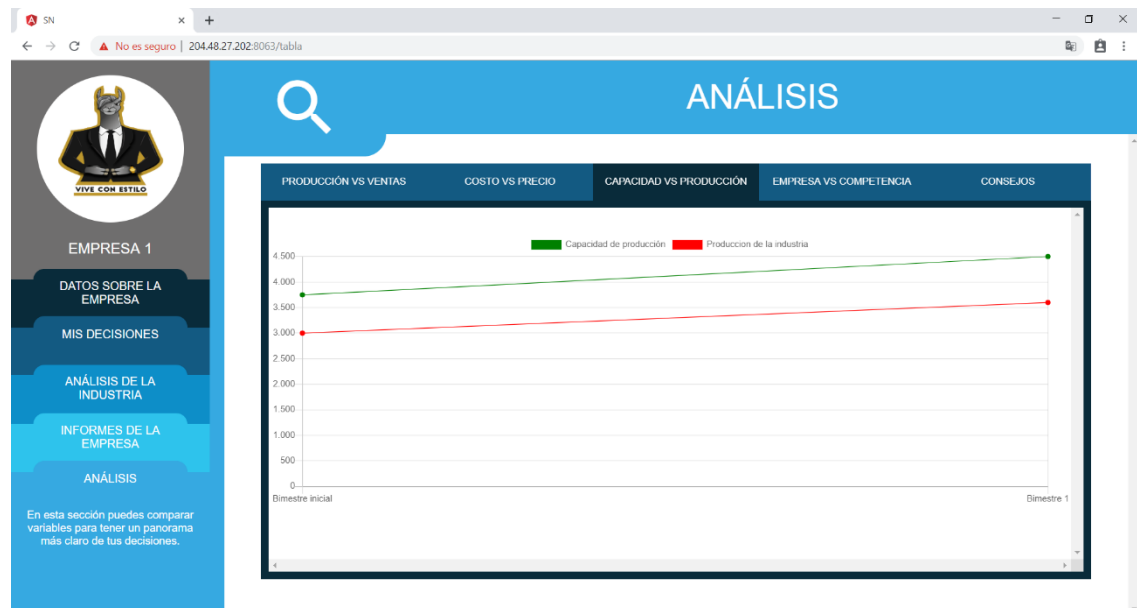 SN
No es seguro | 204.48.27.202:8063/tabla
VIVE CON ESTILO
EMPRESA 1
DATOS SOBRE LA
EMPRESA
MIS DECISIONES
ANÁLISIS DE LA
INDUSTRIA
INFORMES DE LA
EMPRESA
ANÁLISIS
En esta sección puedes comparar
variables para tener un panorama
más claro de tus decisiones.
ANÁLISIS
PRODUCCIÓN VS VENTAS COSTO VS PRECIO CAPACIDAD VS PRODUCCIÓN EMPRESA VS COMPETENCIA CONSEJOS
Capacidad de producción Produccion de la industria
4.500
4.000
3.500
3.000
2.500
2.000
1.500
1.000
500
0
Bimestre inicial Bimestre 1